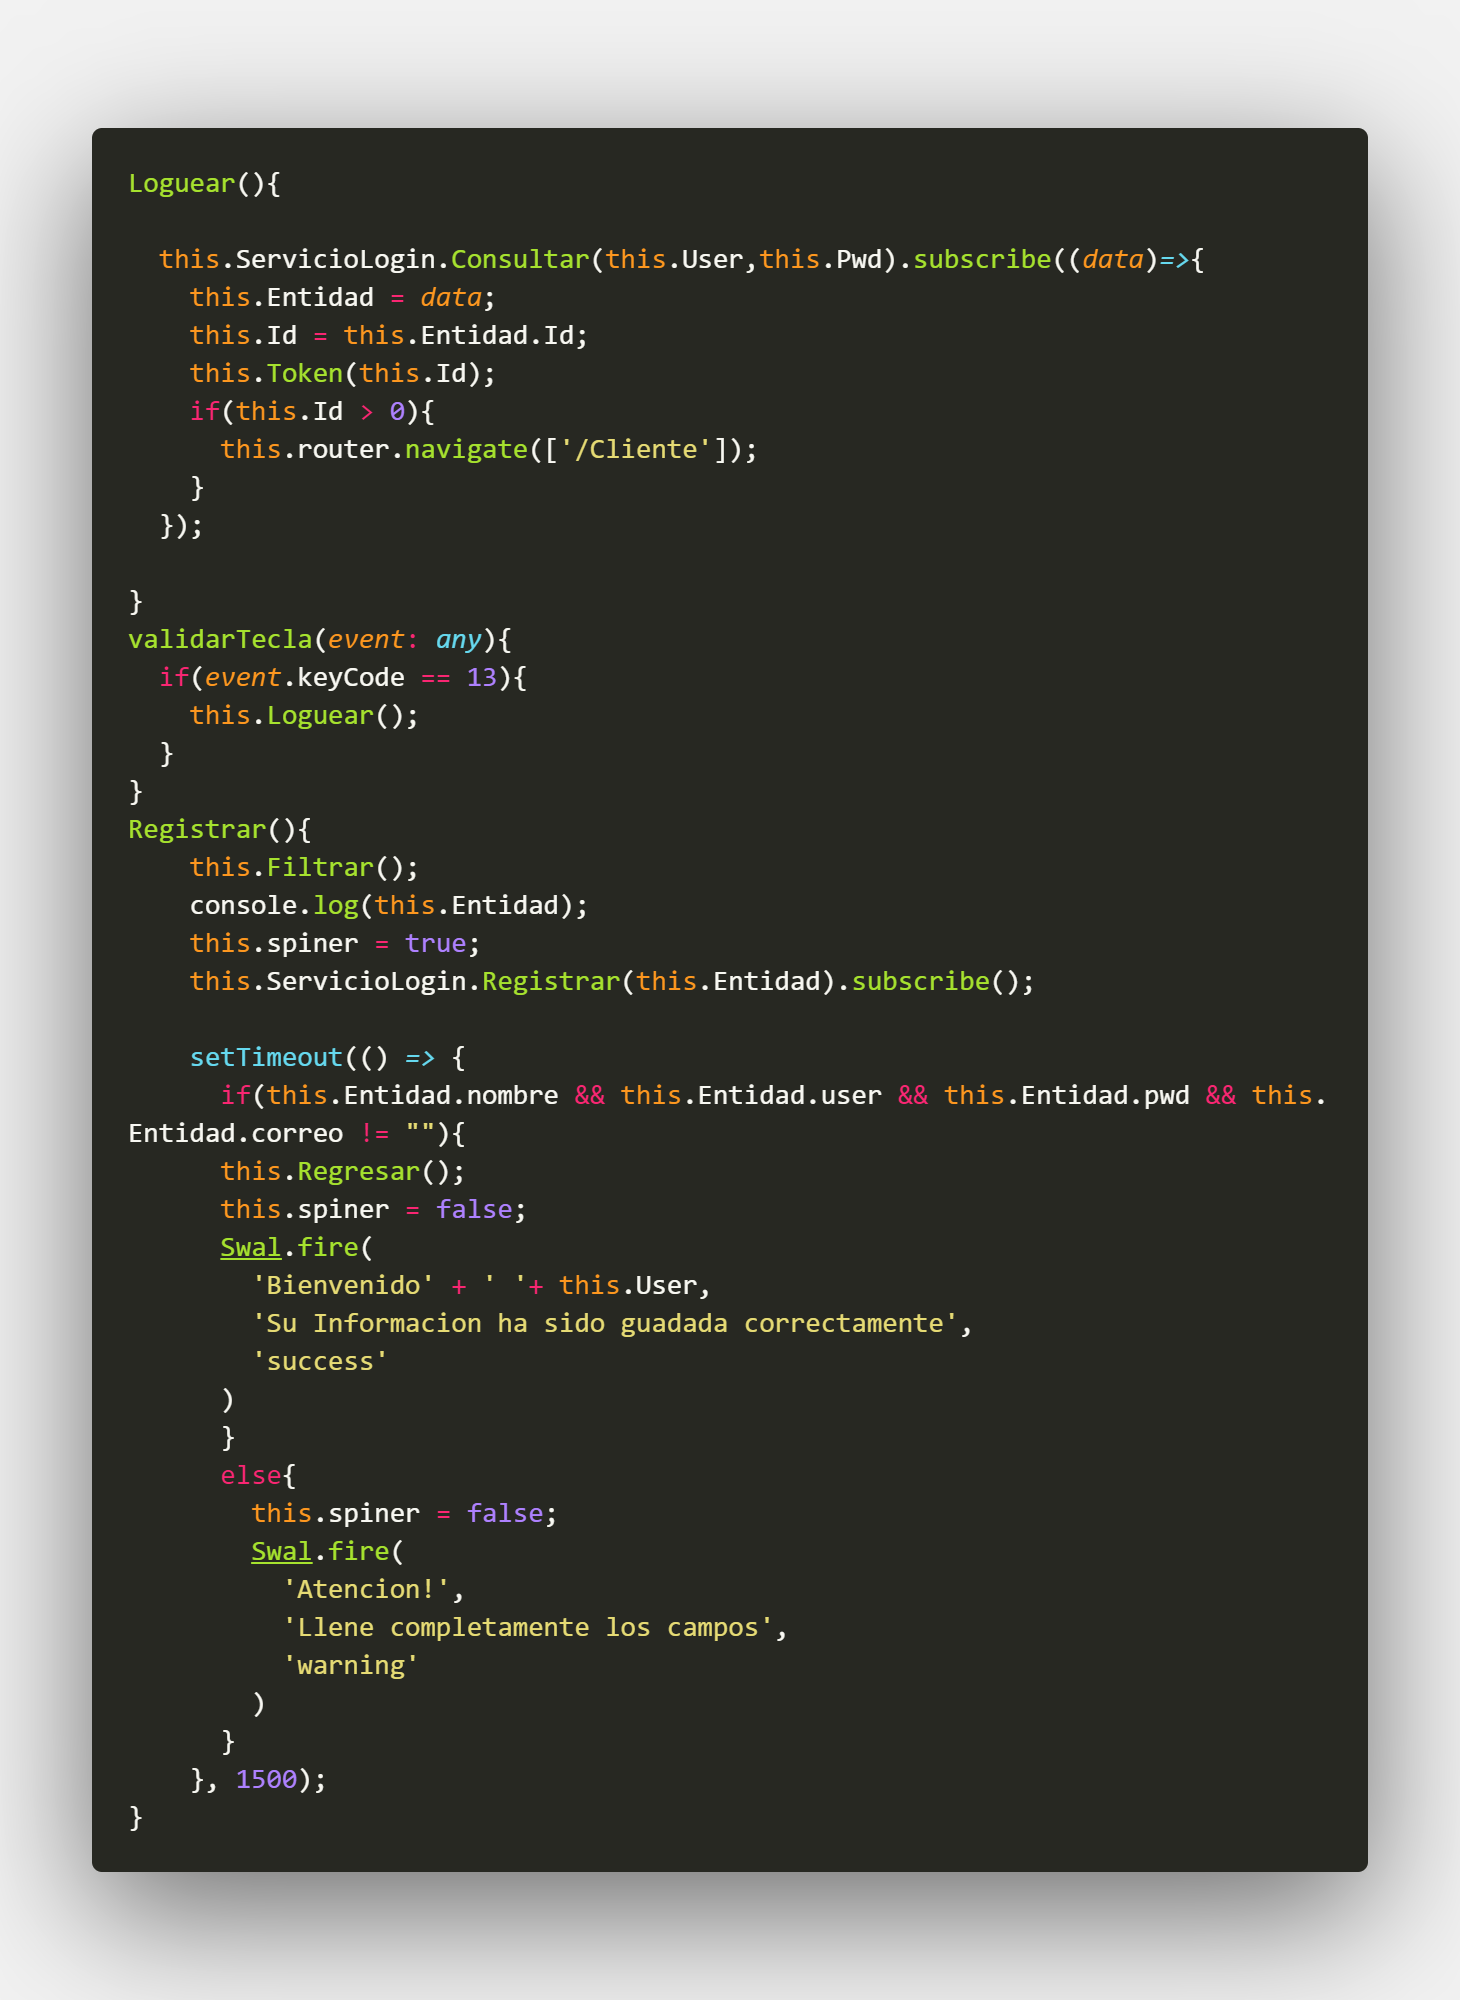 Loguear(){
  this.ServicioLogin.Consultar(this.User,this.Pwd).subscribe((data)=>{
    this.Entidad = data;
    this.Id = this.Entidad.Id;
    this.Token(this.Id);
    if(this.Id > 0){
      this.router.navigate(['/Cliente']);
    }
  });
}
validarTecla(event: any){
  if(event.keyCode == 13){
    this.Loguear();
  }
}
Registrar(){
    this.Filtrar();
    console.log(this.Entidad);
    this.spiner = true;
    this.ServicioLogin.Registrar(this.Entidad).subscribe();
    setTimeout(() => {
      if(this.Entidad.nombre && this.Entidad.user && this.Entidad.pwd && this.
Entidad.correo != ""){
      this.Regresar();
      this.spiner = false;
      Swal.fire(
        'Bienvenido' + ' '+ this.User,
        'Su Informacion ha sido guadada correctamente',
        'success'
      )
      }
      else{
        this.spiner = false;
        Swal.fire(
          'Atencion!',
          'Llene completamente los campos',
          'warning'
        )
      }
    }, 1500);
}